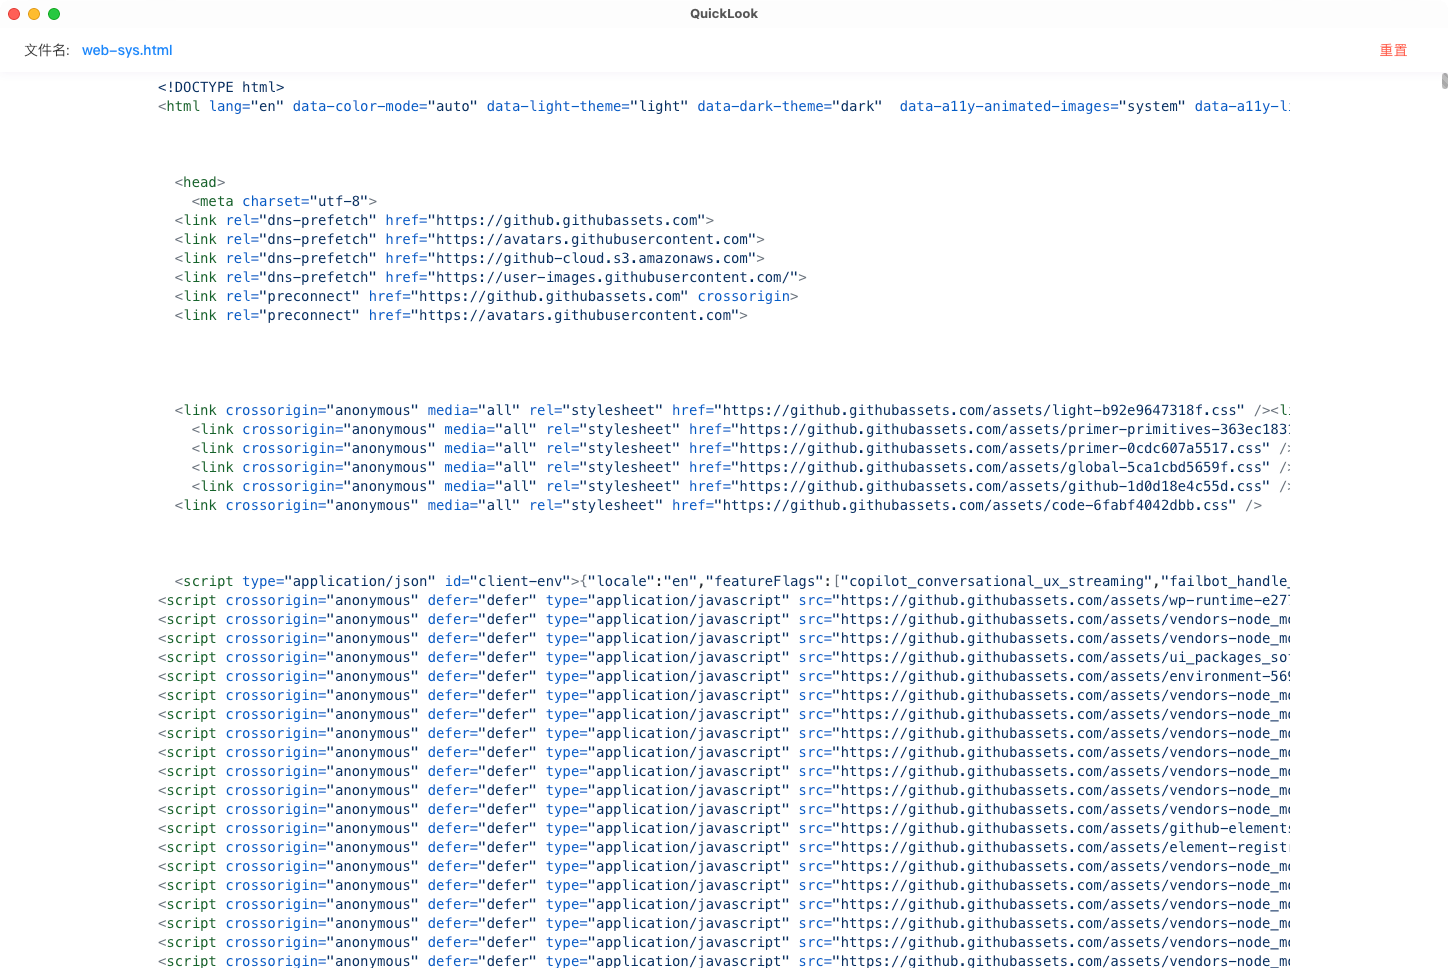 QuickLook
文件名: web-sys.html
重置
<!DOCTYPE html>
<html lang="en" data-color-mode="auto" data-light-theme="light" data-dark-theme="dark"  data-a11y-animated-images="system" data-a11y-li
<head>
<meta charset="utf-8">
<link rel="dns-prefetch" href="https://github.githubassets.com">
<link rel="dns-prefetch" href="https://avatars.githubusercontent.com">
<link rel="dns-prefetch" href="https://github-cloud.s3.amazonaws.com">
<link rel="dns-prefetch" href="https://user-images.githubusercontent.com/">
<link rel="preconnect" href="https://github.githubassets.com" crossorigin>
<link rel="preconnect" href="https://avatars.githubusercontent.com">
<link crossorigin="anonymous" media="all" rel="stylesheet" href="https://github.githubassets.com/assets/light-b92e9647318f.css" /><li
<link crossorigin="anonymous" media="all" rel="stylesheet" href="https://github.githubassets.com/assets/primer-primitives-363ec1831
<link crossorigin="anonymous" media="all" rel="stylesheet" href="https://github.githubassets.com/assets/primer-0cdc607a5517.css" />
<link crossorigin="anonymous" media="all" rel="stylesheet" href="https://github.githubassets.com/assets/global-5ca1cbd5659f.css" />
<link crossorigin="anonymous" media="all" rel="stylesheet" href="https://github.githubassets.com/assets/github-1d0d18e4c55d.css" />
<link crossorigin="anonymous" media="all" rel="stylesheet" href="https://github.githubassets.com/assets/code-6fabf4042dbb.css" />
<script type="application/json" id="client-env">{"locale":"en","featureFlags":["copilot_conversational_ux_streaming","failbot_handle_
<script crossorigin="anonymous" defer="defer" type="application/javascript" src="https://github.githubassets.com/assets/wp-runtime-e277
<script crossorigin="anonymous" defer="defer" type="application/javascript" src="https://github.githubassets.com/assets/vendors-node_mo
<script crossorigin="anonymous" defer="defer" type="application/javascript" src="https://github.githubassets.com/assets/vendors-node_mo
<script crossorigin="anonymous" defer="defer" type="application/javascript" src="https://github.githubassets.com/assets/ui_packages_so
<script crossorigin="anonymous" defer="defer" type="application/javascript" src="https://github.githubassets.com/assets/environment-569
<script crossorigin="anonymous" defer="defer" type="application/javascript" src="https://github.githubassets.com/assets/vendors-node_mo
<script crossorigin="anonymous" defer="defer" type="application/javascript" src="https://github.githubassets.com/assets/vendors-node_mo
<script crossorigin="anonymous" defer="defer" type="application/javascript" src="https://github.githubassets.com/assets/vendors-node_mo
<script crossorigin="anonymous" defer="defer" type="application/javascript" src="https://github.githubassets.com/assets/vendors-node_mo
<script crossorigin="anonymous" defer="defer" type="application/javascript" src="https://github.githubassets.com/assets/vendors-node_mo
<script crossorigin="anonymous" defer="defer" type="application/javascript" src="https://github.githubassets.com/assets/vendors-node_mo
<script crossorigin="anonymous" defer="defer" type="application/javascript" src="https://github.githubassets.com/assets/vendors-node_mo
<script crossorigin="anonymous" defer="defer" type="application/javascript" src="https://github.githubassets.com/assets/github-elements
<script crossorigin="anonymous" defer="defer" type="application/javascript" src="https://github.githubassets.com/assets/element-registr
<script crossorigin="anonymous" defer="defer" type="application/javascript" src="https://github.githubassets.com/assets/vendors-node_mo
<script crossorigin="anonymous" defer="defer" type="application/javascript" src="https://github.githubassets.com/assets/vendors-node_mo
<script crossorigin="anonymous" defer="defer" type="application/javascript" src="https://github.githubassets.com/assets/vendors-node_mo
<script crossorigin="anonymous" defer="defer" type="application/javascript" src="https://github.githubassets.com/assets/vendors-node_mo
<script crossorigin="anonymous" defer="defer" type="application/javascript" src="https://github.githubassets.com/assets/vendors-node_mo
<script crossorigin="anonymous" defer="defer" type="application/javascript" src="https://github.githubassets.com/assets/vendors-node_mo